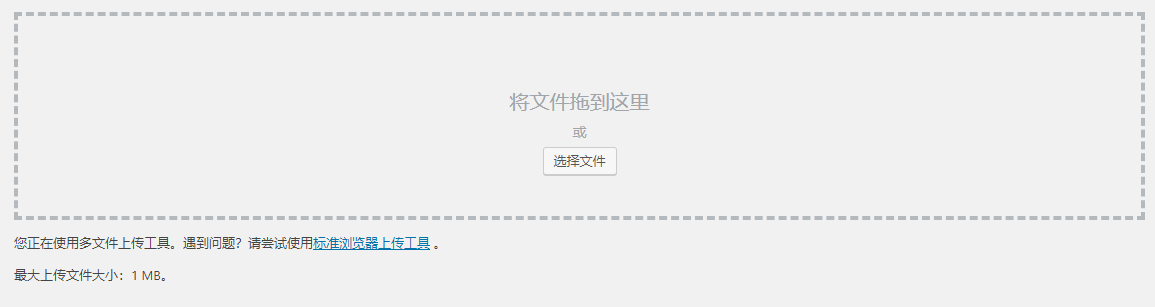 将文件拖到这里
或
选择文件
您正在使用多文件上传工具。遇到问题？请尝试使用标准浏览器上传工具 。
最大上传文件大小：1 MB。